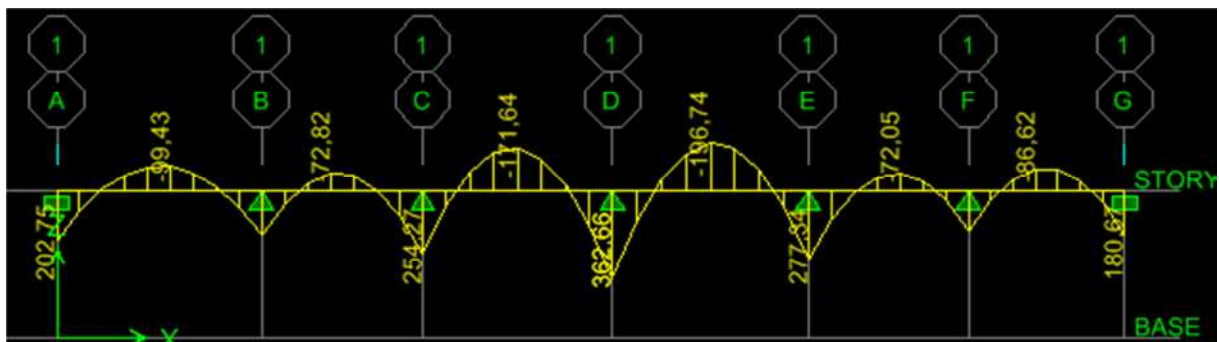 1 1 1 1 1 1 1
A B C D E F G
-99,43 -72,82 -171,64 -196,74 -72,05 -86,62
STORY
202,75 254,27 362,66 277,34 180,67
BASE